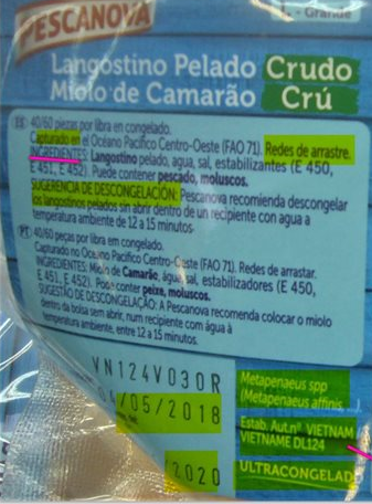 PESCANOVA
L - Grande
Langostino Pelado Crudo
Miolo de Camarão Crú
ES 40/60 piezas por libra en congelado.
Capturado en el Océano Pacífico Centro-Oeste (FAO 71). Redes de arrastre.
INGREDIENTES: Langostino pelado, agua, sal, estabilizantes (E 450,
E 451, E 452). Puede contener pescado, moluscos.
SUGERENCIA DE DESCONGELACIÓN: Pescanova recomienda descongelar
los langostinos pelados sin abrir dentro de un recipiente con agua a
temperatura ambiente de 12 a 15 minutos.
PT 40/60 peças por libra em congelado.
Capturado no Oceano Pacífico Centro-Oeste (FAO 71). Redes de arrastar.
INGREDIENTES: Miolo de Camarão, água, sal, estabilizadores (E 450,
E 451, E 452). Pode conter peixe, moluscos.
SUGESTÃO DE DESCONGELAÇÃO: A Pescanova recomenda colocar o miolo
dentro da bolsa sem abrir, num recipiente com água à
temperatura ambiente, entre 12 a 15 minutos.
VN124V030R
/05/2018
/2020
Metapenaeus spp
(Metapenaeus affinis, ...)
Estab. Aut.nº VIETNAM
VIETNAME DL124
ULTRACONGELAD